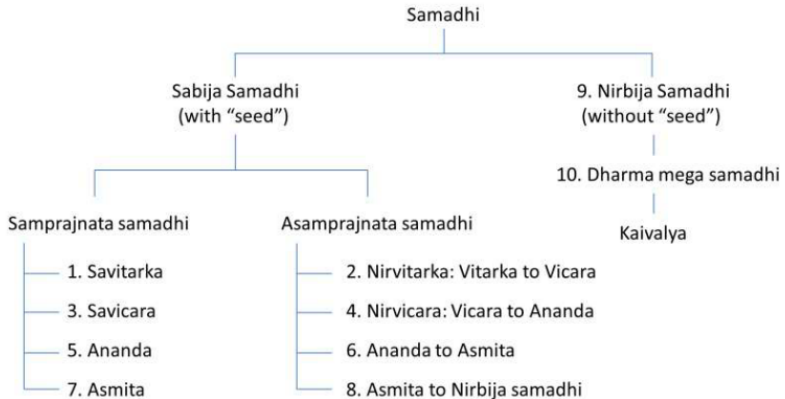 Samadhi
Sabija Samadhi
(with “seed”)
9. Nirbija Samadhi
(without “seed”)
10. Dharma mega samadhi
Kaivalya
Samprajnata samadhi
1. Savitarka
3. Savicara
5. Ananda
7. Asmita
Asamprajnata samadhi
2. Nirvitarka: Vitarka to Vicara
4. Nirvicara: Vicara to Ananda
6. Ananda to Asmita
8. Asmita to Nirbija samadhi